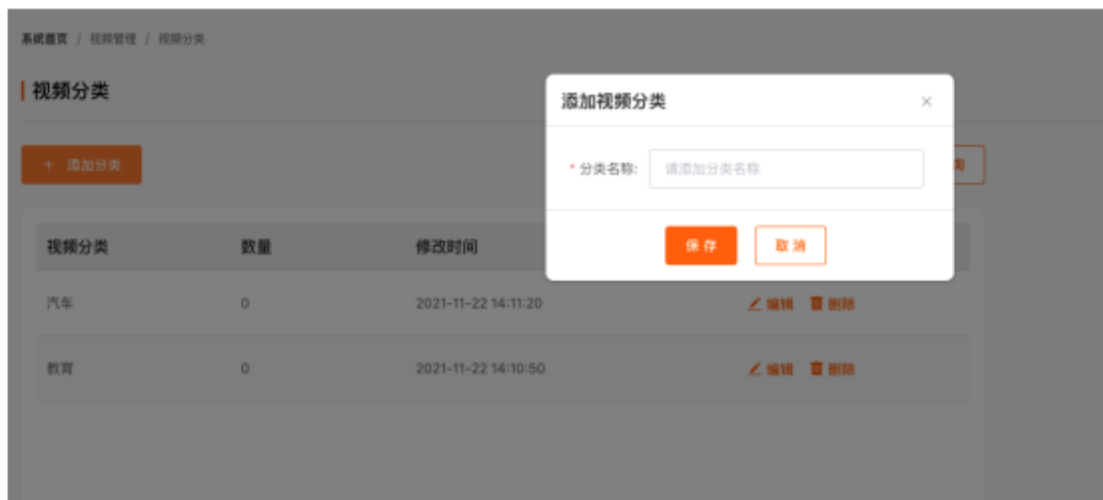 系统首页 / 视频管理 / 视频分类
视频分类
添加视频分类 ×
+ 添加分类
* 分类名称: 请添加分类名称
保存 取消
视频分类 数量 修改时间
汽车 0 2021-11-22 14:11:20 编辑 删除
教育 0 2021-11-22 14:10:50 编辑 删除